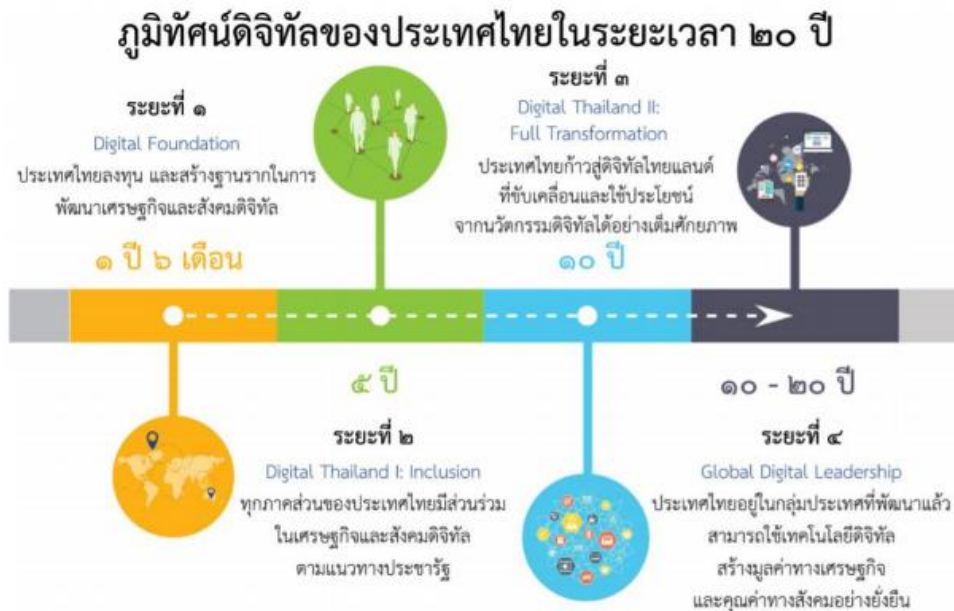 ภูมิทัศน์ดิจิทัลของประเทศไทยในระยะเวลา ๒๐ ปี
ระยะที่ ๑
Digital Foundation
ประเทศไทยลงทุน และสร้างฐานรากในการ
พัฒนาเศรษฐกิจและสังคมดิจิทัล
๑ ปี ๖ เดือน
ระยะที่ ๓
Digital Thailand II:
Full Transformation
ประเทศไทยก้าวสู่ดิจิทัลไทยแลนด์
ที่ขับเคลื่อนและใช้ประโยชน์
จากนวัตกรรมดิจิทัลได้อย่างเต็มศักยภาพ
๑๐ ปี
๕ ปี
ระยะที่ ๒
Digital Thailand I: Inclusion
ทุกภาคส่วนของประเทศไทยมีส่วนร่วม
ในเศรษฐกิจและสังคมดิจิทัล
ตามแนวทางประชารัฐ
๑๐ - ๒๐ ปี
ระยะที่ ๔
Global Digital Leadership
ประเทศไทยอยู่ในกลุ่มประเทศที่พัฒนาแล้ว
สามารถใช้เทคโนโลยีดิจิทัล
สร้างมูลค่าทางเศรษฐกิจ
และคุณค่าทางสังคมอย่างยั่งยืน